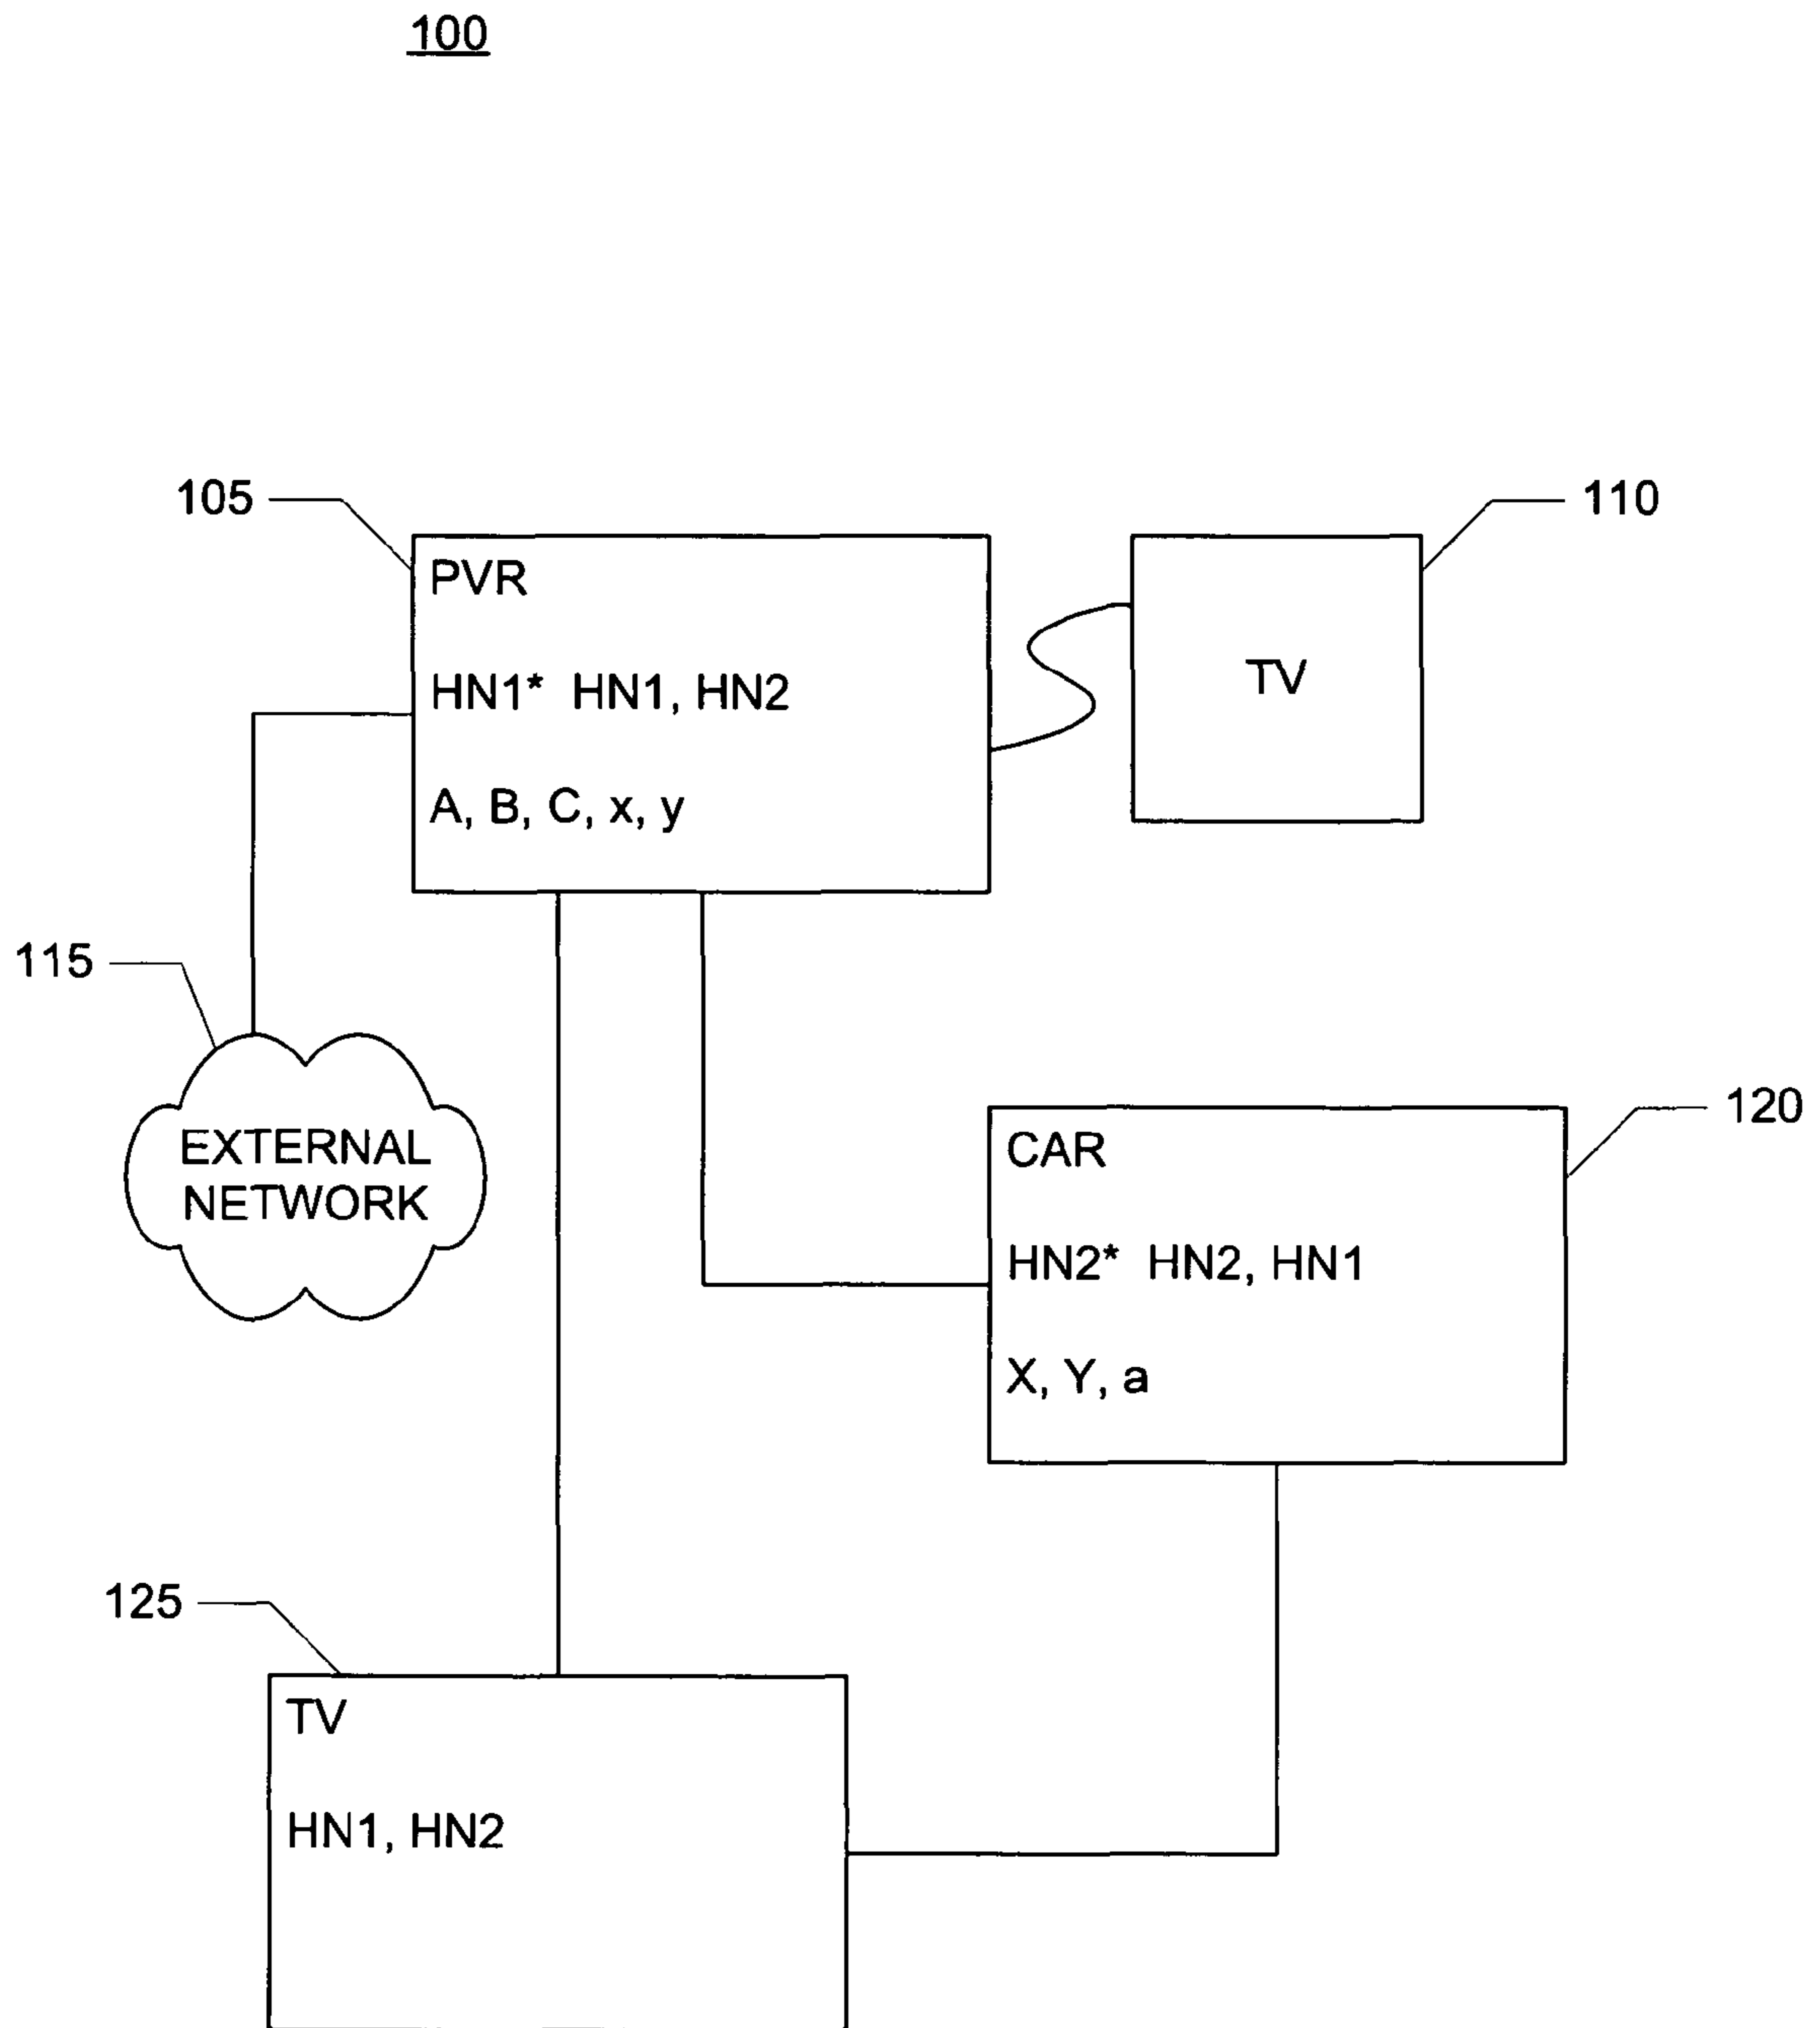 100
105
110
PVR
HN1* HN1, HN2
A, B, C, x, y
TV
115
EXTERNAL
NETWORK
120
CAR
HN2* HN2, HN1
X, Y, a
125
TV
HN1, HN2